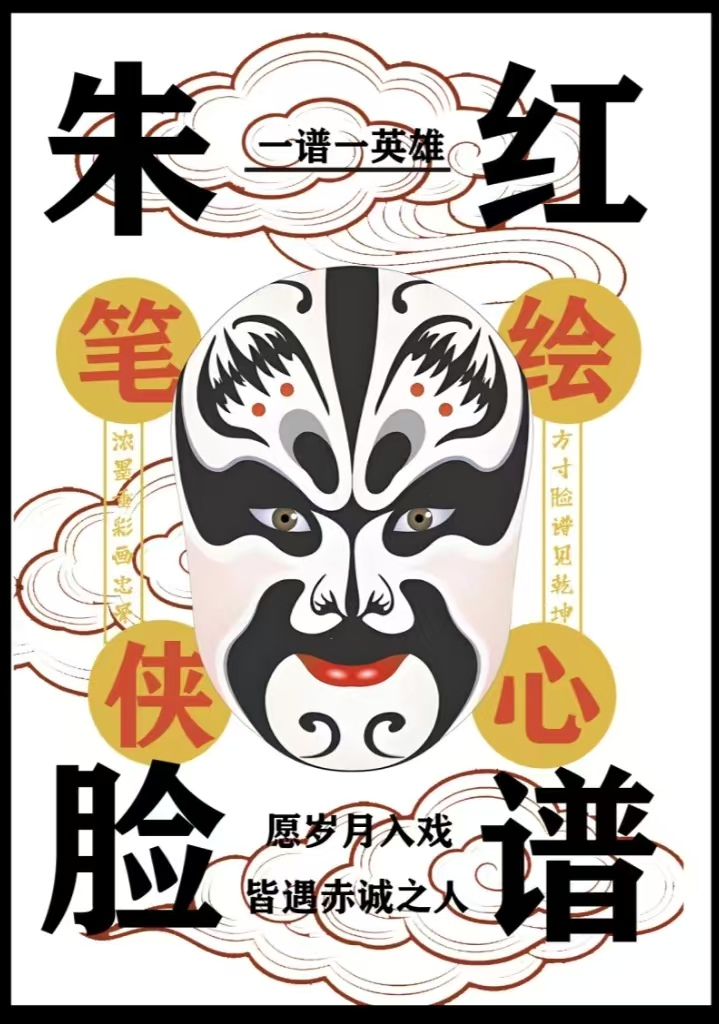 朱红
一谱一英雄
笔绘
浓墨重彩画忠勇
方寸脸谱见乾坤
侠心
脸谱
愿岁月入戏
皆遇赤诚之人